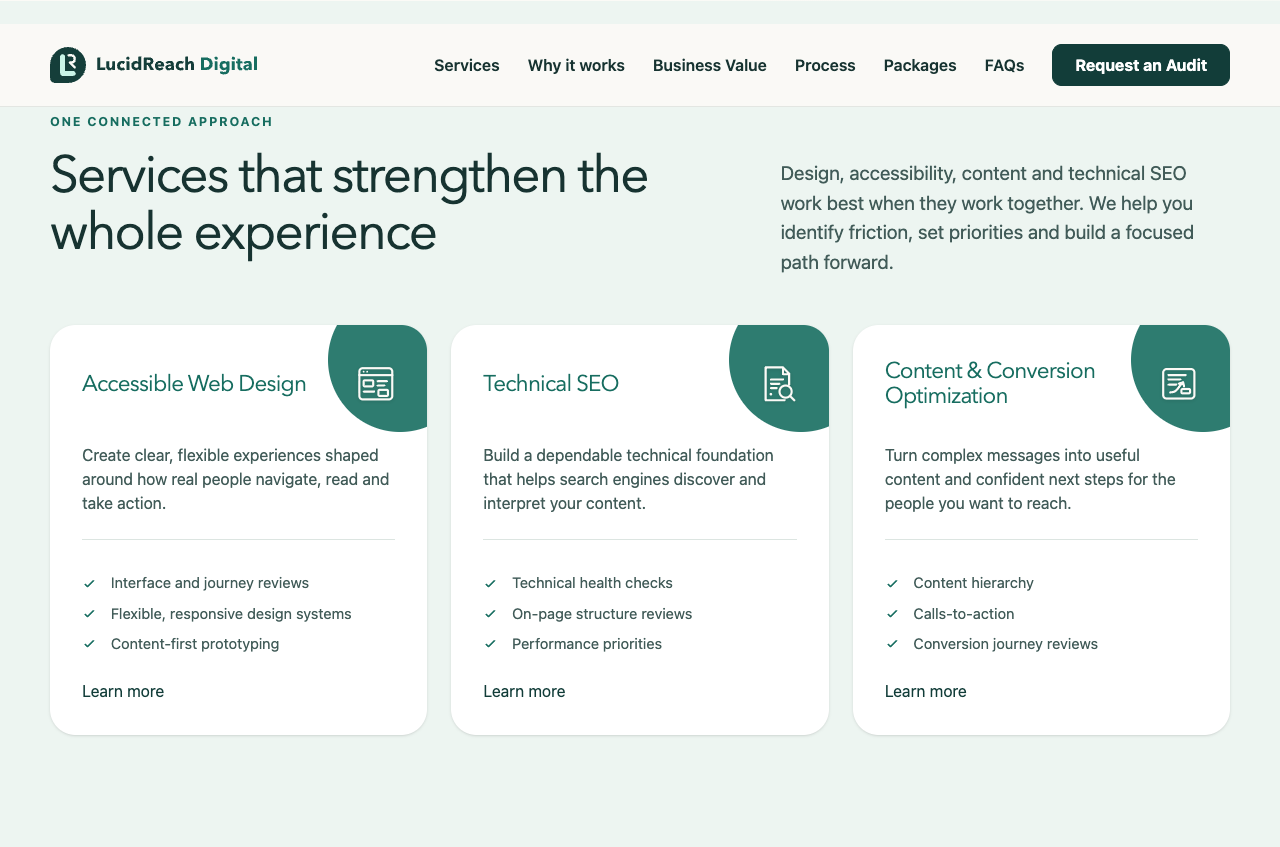 LucidReach Digital
Services
Why it works
Business Value
Process
Packages
FAQs
Request an Audit
ONE CONNECTED APPROACH
Services that strengthen the
whole experience
Design, accessibility, content and technical SEO
work best when they work together. We help you
identify friction, set priorities and build a focused
path forward.
Accessible Web Design
Create clear, flexible experiences shaped
around how real people navigate, read and
take action.
Interface and journey reviews
Flexible, responsive design systems
Content-first prototyping
Learn more
Technical SEO
Build a dependable technical foundation
that helps search engines discover and
interpret your content.
Technical health checks
On-page structure reviews
Performance priorities
Learn more
Content & Conversion
Optimization
Turn complex messages into useful
content and confident next steps for the
people you want to reach.
Content hierarchy
Calls-to-action
Conversion journey reviews
Learn more